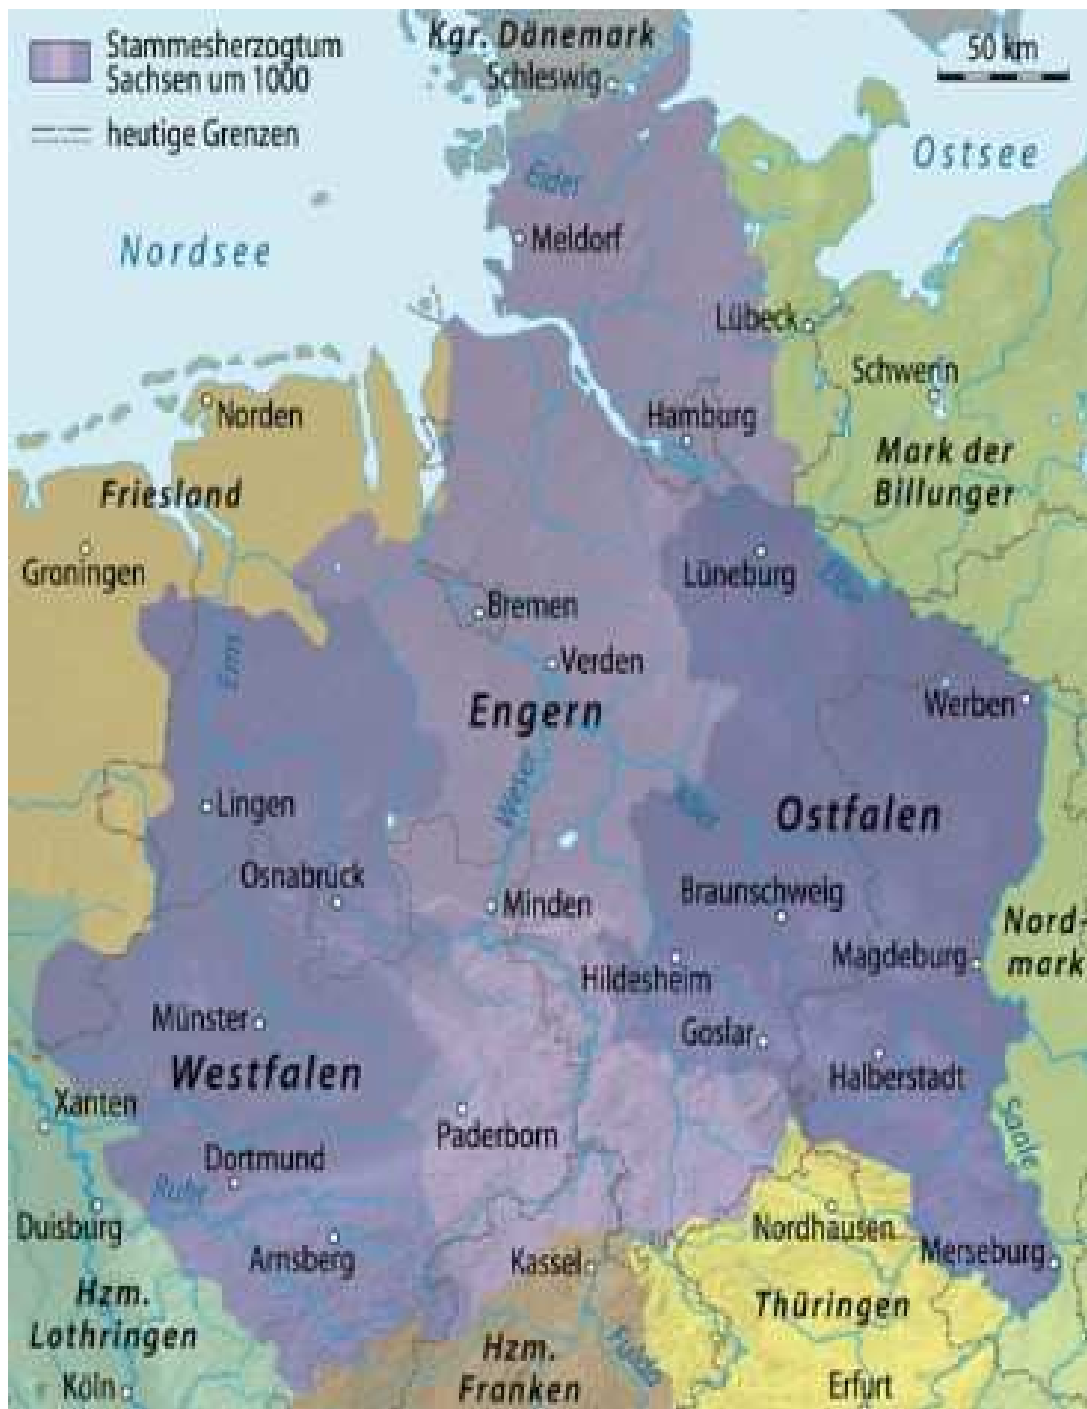 Stammesherzogtum
Sachsen um 1000
heutige Grenzen
Kgr. Dänemark
Schleswig
50 km
Ostsee
Eider
Nordsee
Meldorf
Lübeck
Schwerin
Norden
Hamburg
Mark der
Billunger
Friesland
Groningen
Lüneburg
Bremen
Ems
Verden
Engern
Werben
Weser
Lingen
Ostfalen
Osnabrück
Braunschweig
Minden
Nord-
mark
Magdeburg
Hildesheim
Münster
Goslar
Westfalen
Halberstadt
Xanten
Paderborn
Saale
Dortmund
Ruhr
Duisburg
Nordhausen
Arnsberg
Kassel
Merseburg
Hzm.
Lothringen
Thüringen
Hzm.
Franken
Fulda
Köln
Erfurt